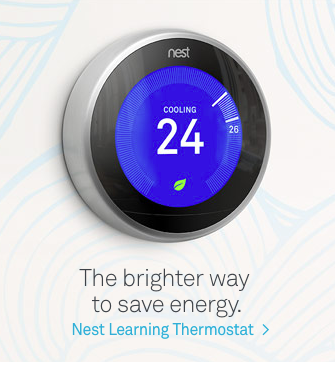 nest
COOLING
24
26
The brighter way
to save energy.
Nest Learning Thermostat >